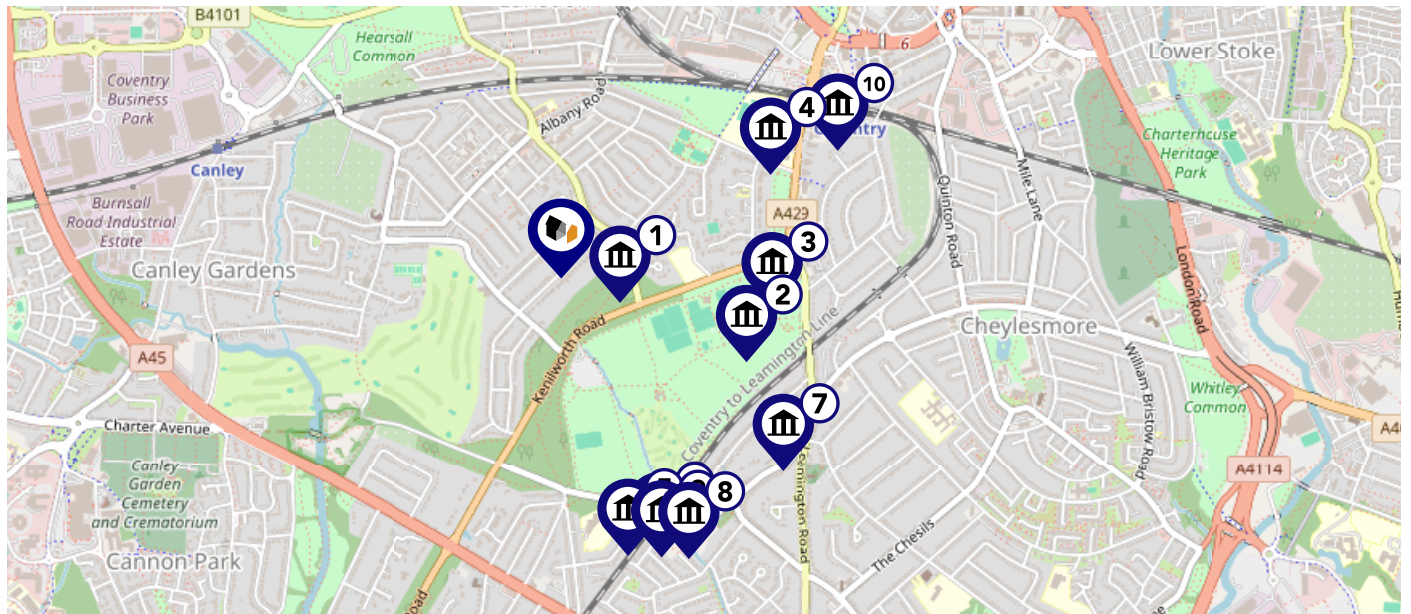 B4101
6
Lower Stoke
Hearsall
Common
Coventry
Business
Park
Albany Road
10
4
Charterhouse
Heritage
Park
Canley
Mile Lane
Quinton Road
Burnsall
Road Industrial
Estate
A429
1
3
Canley Gardens
London Road
2
Cheylesmore
Kenilworth Road
Coventry to Leamington Line
A45
William Bristow Road
Whitley
Common
7
Charter Avenue
Leamington Road
A4114
Canley
Garden
Cemetery
and Crematorium
8
The Chesils
Cannon Park